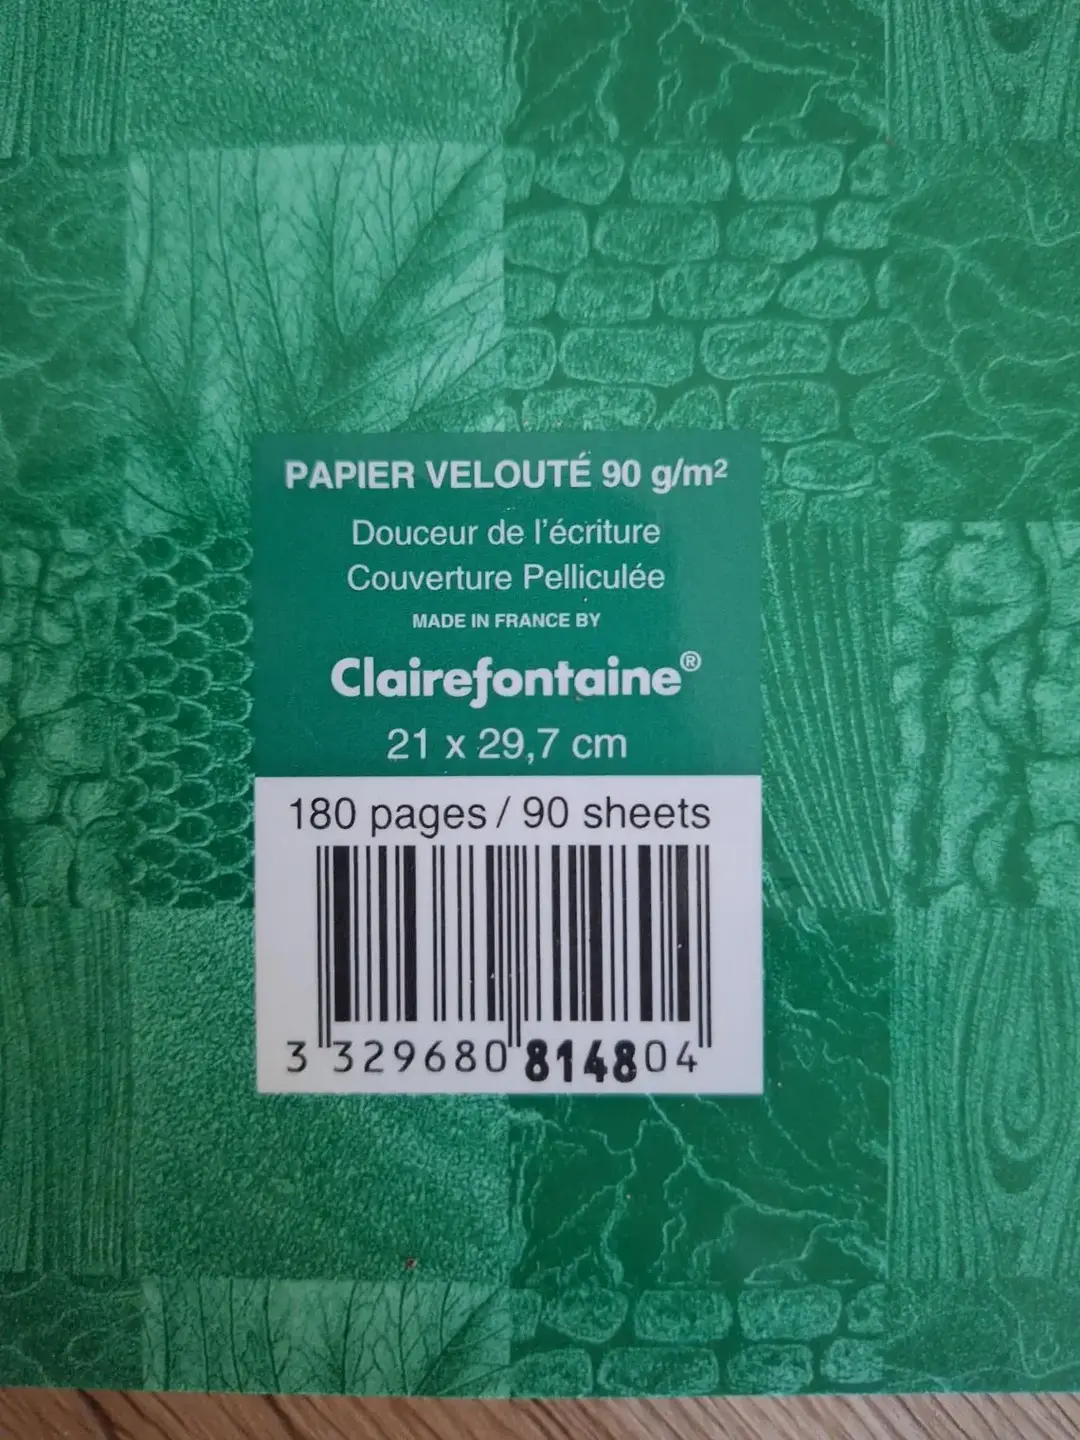 PAPIER VELOUTÉ 90 g/m²
Douceur de l'écriture
Couverture Pelliculée
MADE IN FRANCE BY
Clairefontaine®
21 x 29,7 cm
180 pages / 90 sheets
3 329680 814804